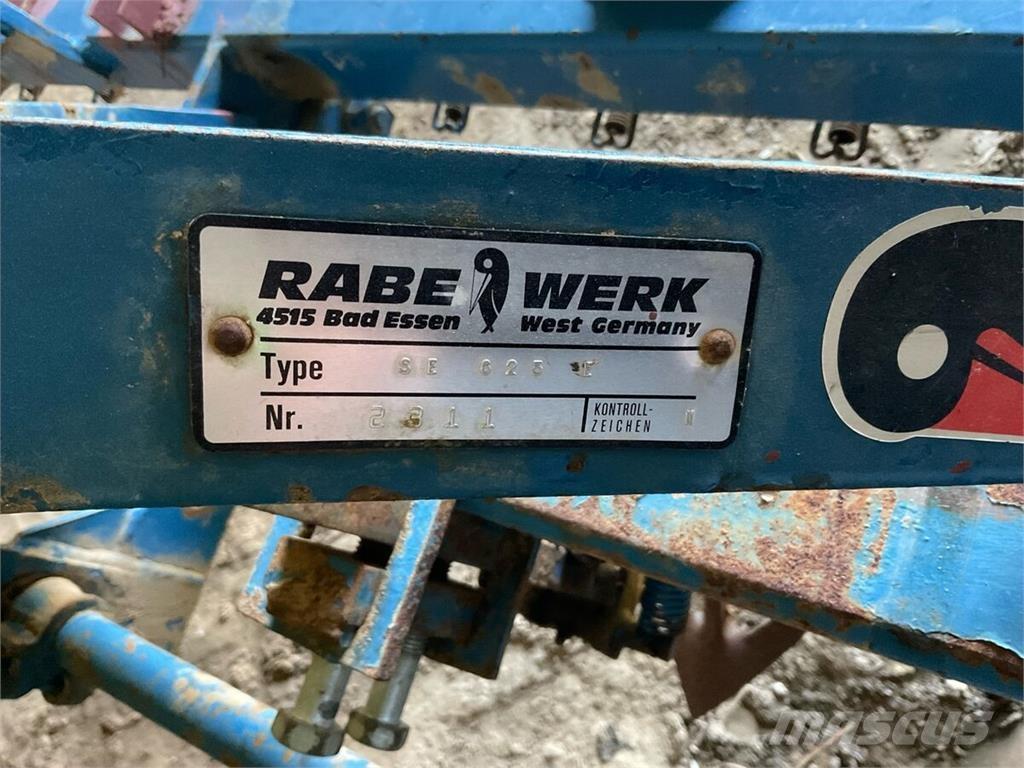 RABE WERK
4515 Bad Essen West Germany
Type SE 623 E
Nr. 2311 KONTROLL-
ZEICHEN
MASCUS